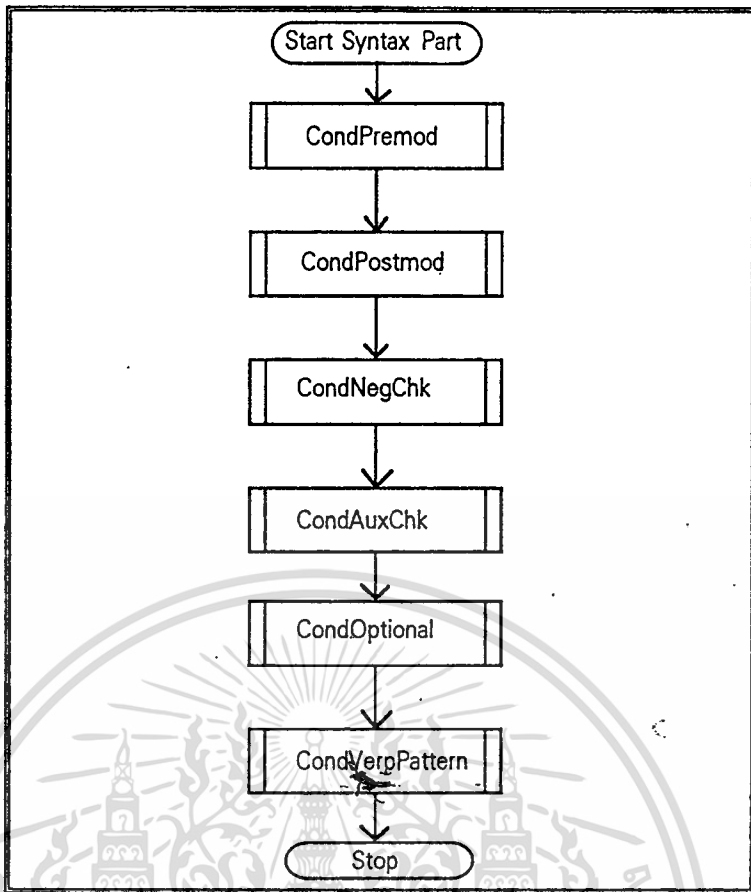 Start Syntax Part
CondPremod
CondPostmod
CondNegChk
CondAuxChk
CondOptional
CondVerpPattern
Stop